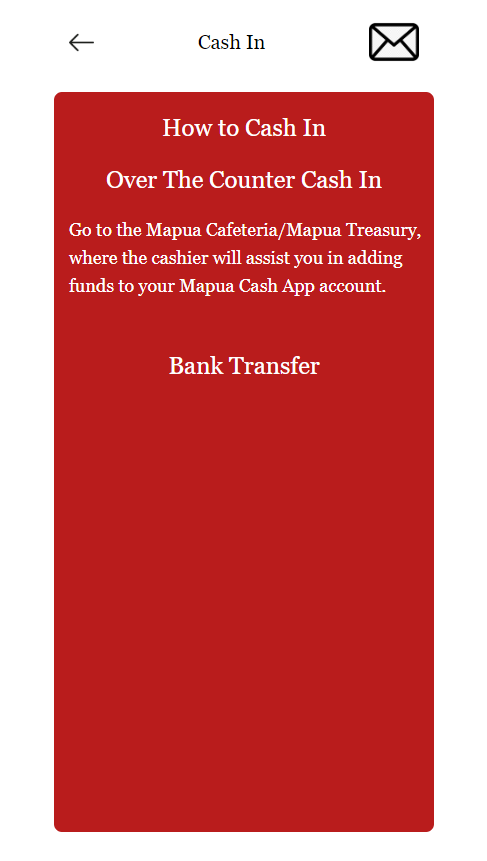 Cash In
How to Cash In
Over The Counter Cash In
Go to the Mapua Cafeteria/Mapua Treasury,
where the cashier will assist you in adding
funds to your Mapua Cash App account.
Bank Transfer